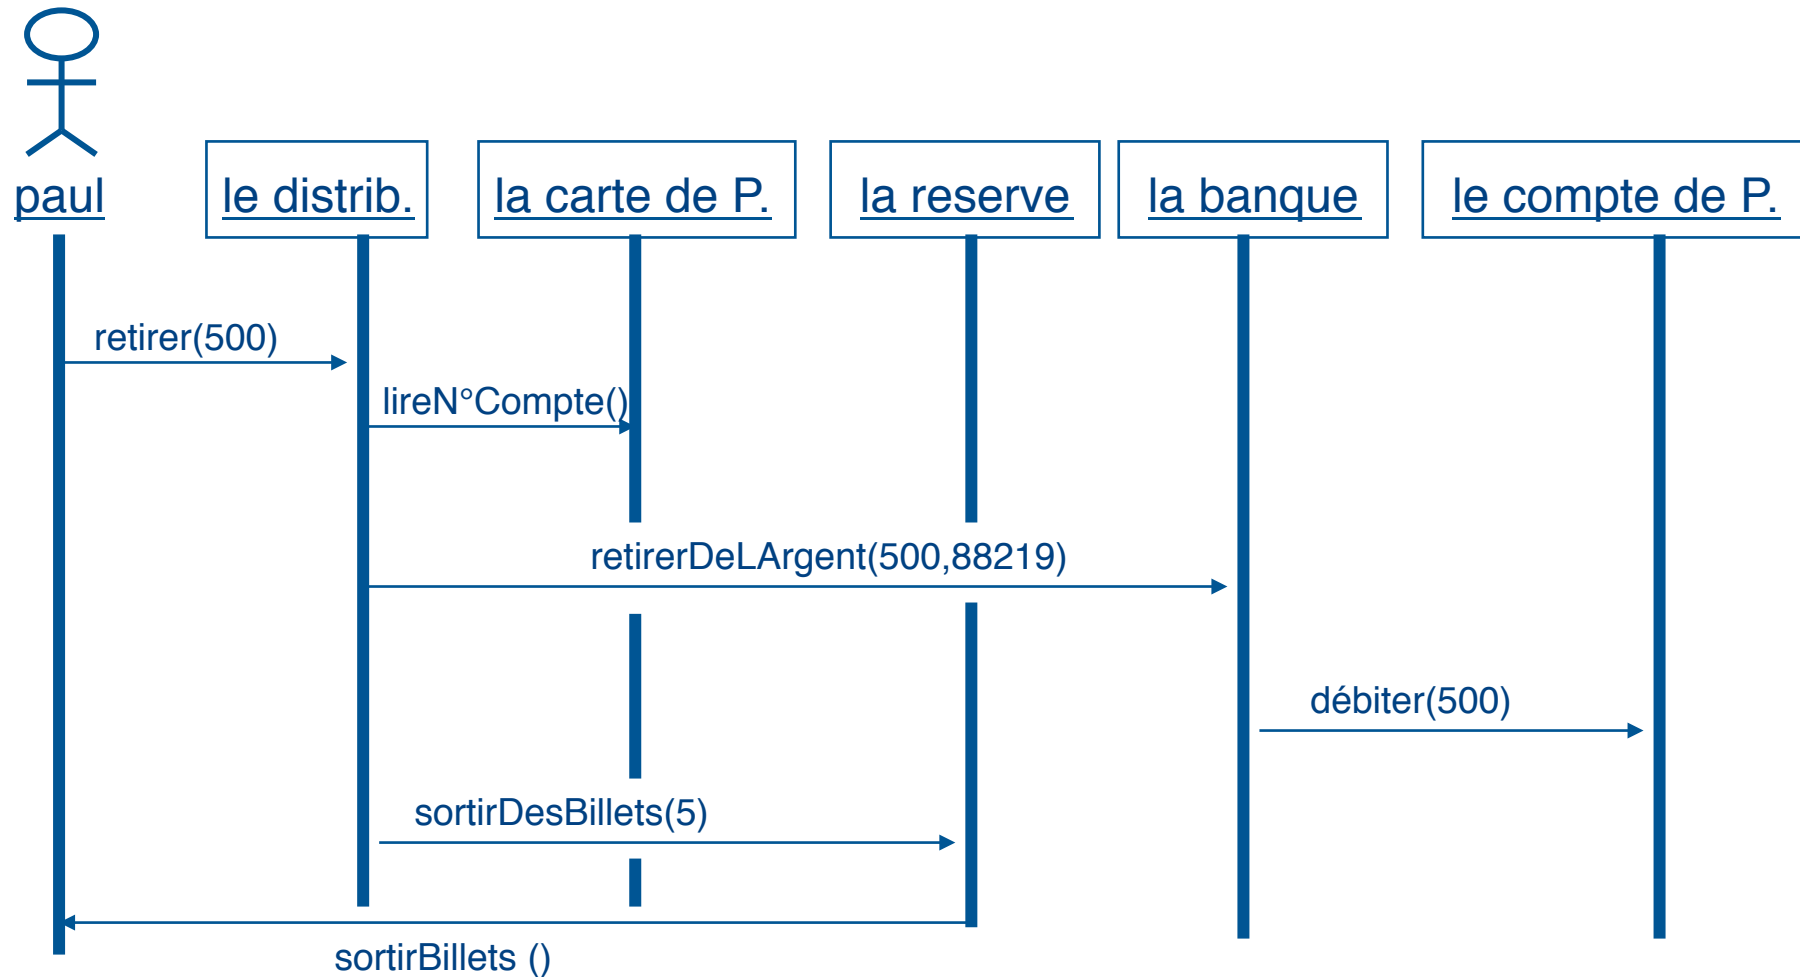 paul
le distrib.
la carte de P.
la reserve
la banque
le compte de P.
retirer(500)
lireN°Compte()
retirerDeLArgent(500,88219)
débiter(500)
sortirDesBillets(5)
sortirBillets ()